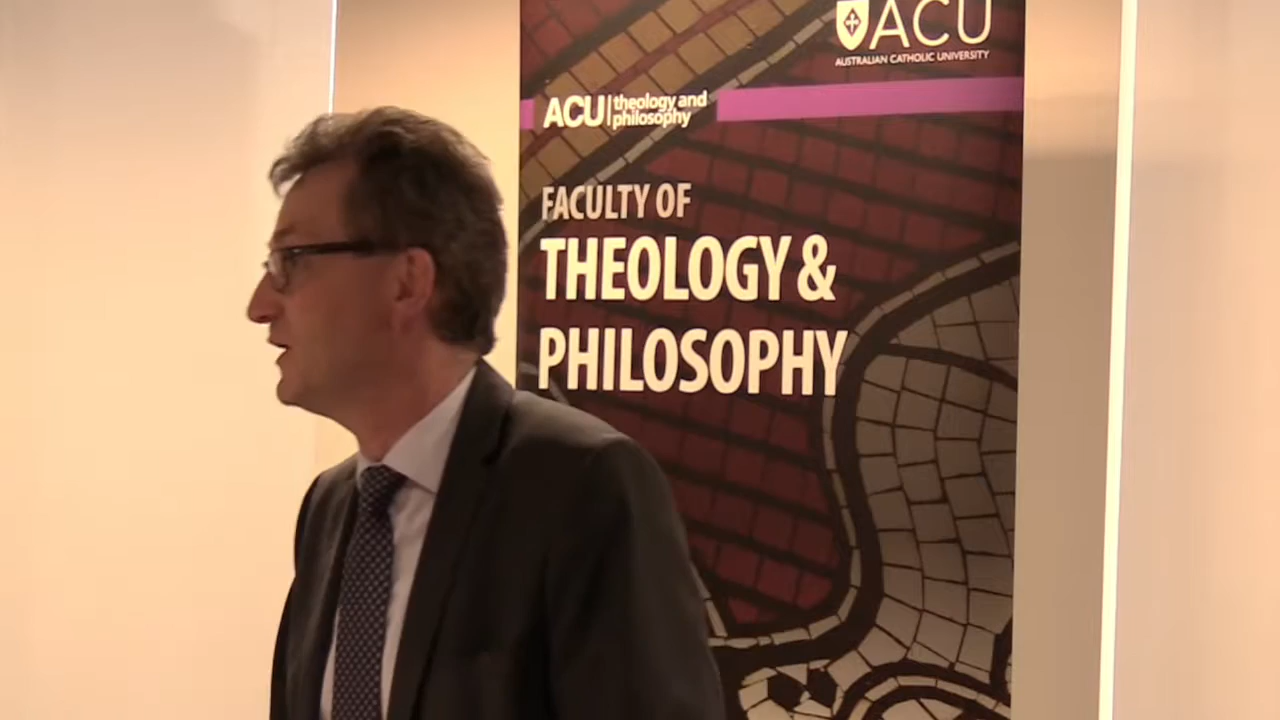 ACU
AUSTRALIAN CATHOLIC UNIVERSITY
ACU theology and
philosophy
FACULTY OF
THEOLOGY &
PHILOSOPHY